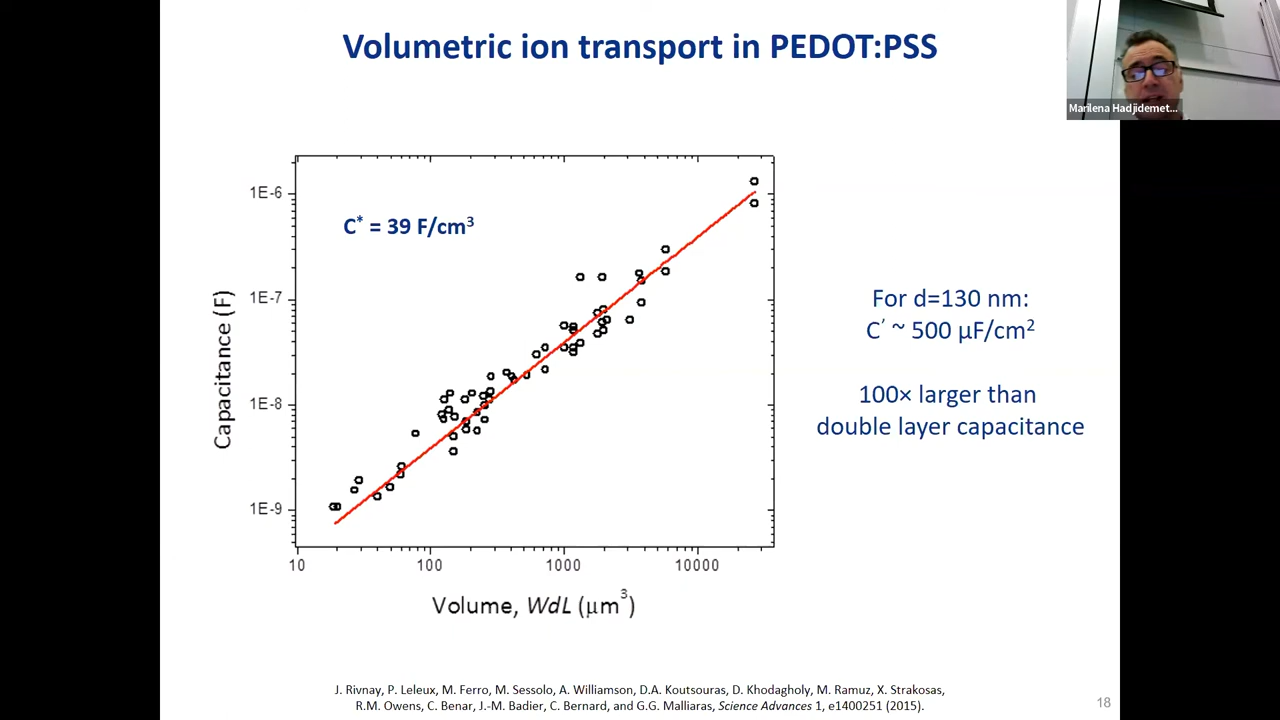 Volumetric ion transport in PEDOT:PSS
Marilena Hadjidemet...
C* = 39 F/cm³
1E-6
1E-7
1E-8
1E-9
Capacitance (F)
10
100
1000
10000
Volume, WdL (μm³)
For d=130 nm:
C′ ~ 500 μF/cm²
100× larger than
double layer capacitance
J. Rivnay, P. Leleux, M. Ferro, M. Sessolo, A. Williamson, D.A. Koutsouras, D. Khodagholy, M. Ramuz, X. Strakosas,
R.M. Owens, C. Benar, J.-M. Badier, C. Bernard, and G.G. Malliaras, Science Advances 1, e1400251 (2015).
18